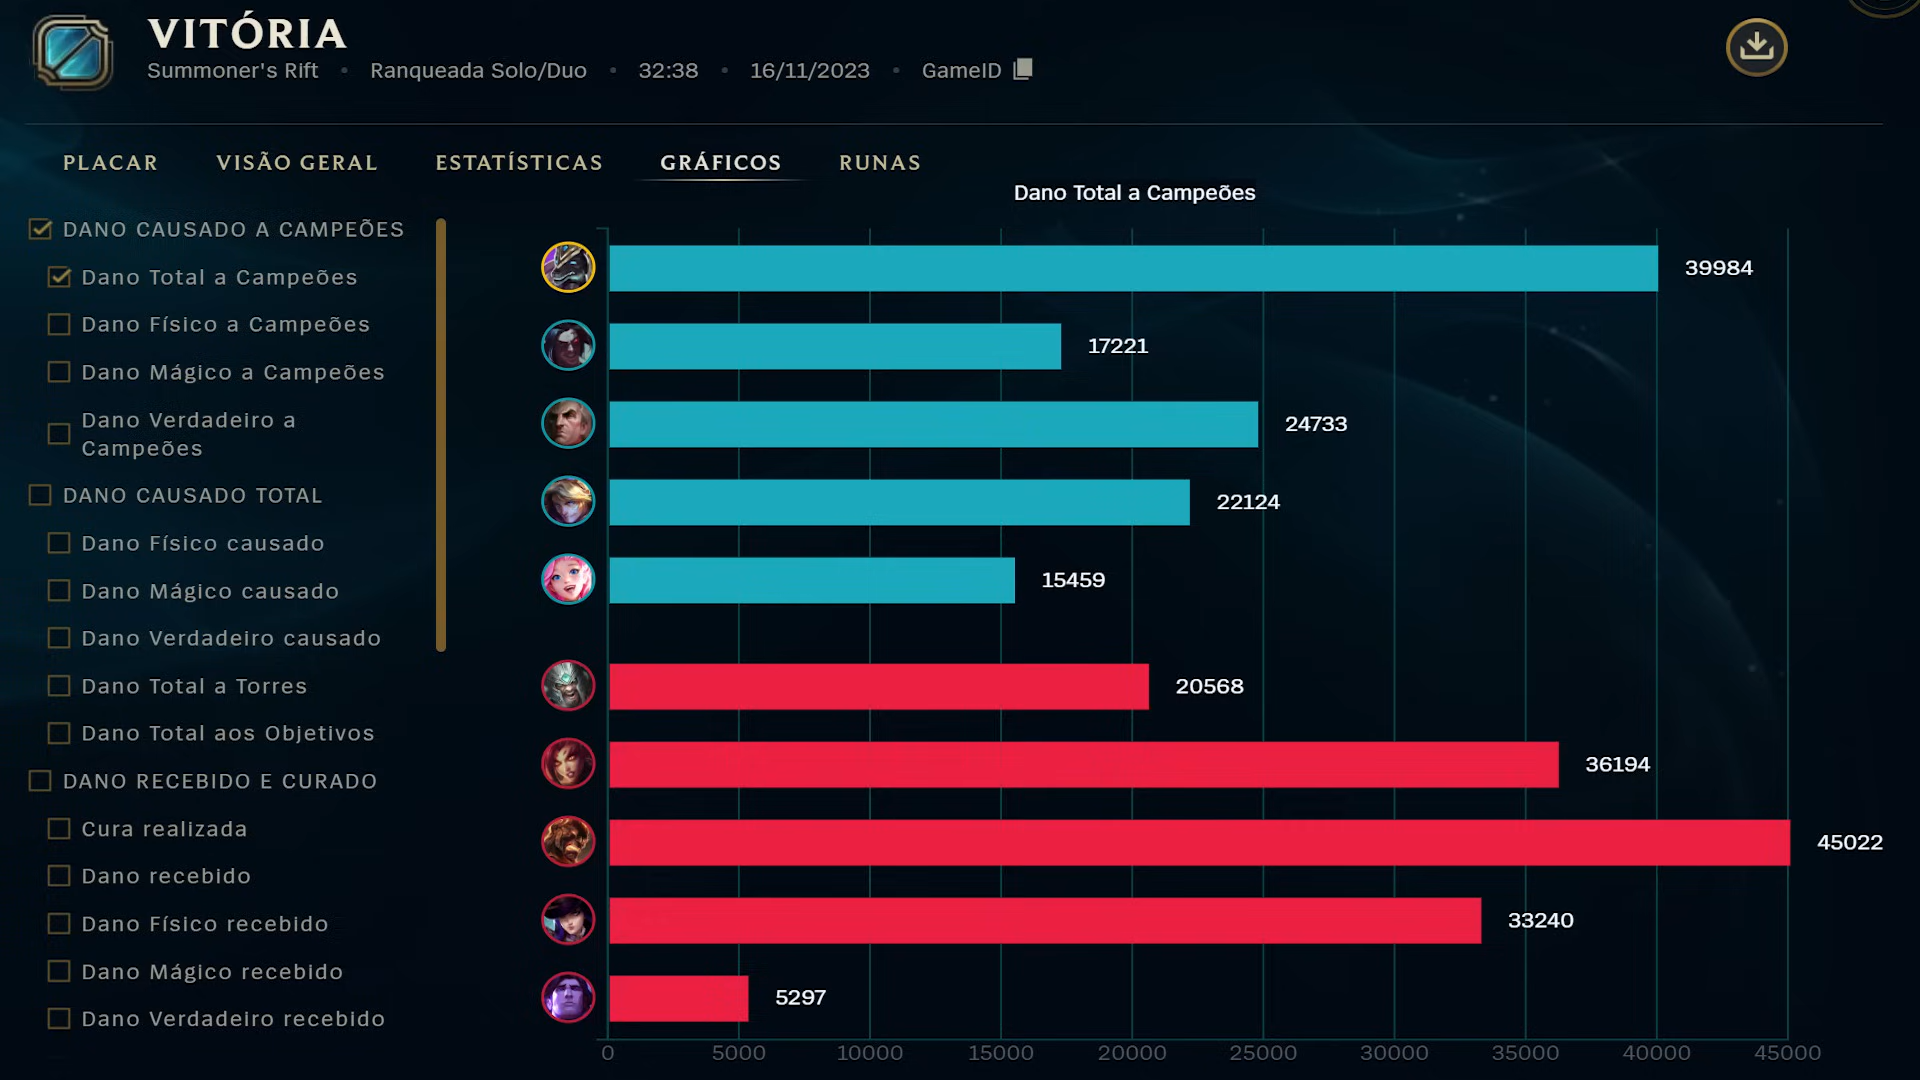 VITÓRIA
Summoner's Rift • Ranqueada Solo/Duo • 32:38 • 16/11/2023 • GameID
PLACAR VISÃO GERAL ESTATÍSTICAS GRÁFICOS RUNAS
Dano Total a Campeões
DANO CAUSADO A CAMPEÕES
Dano Total a Campeões
Dano Físico a Campeões
Dano Mágico a Campeões
Dano Verdadeiro a
Campeões
DANO CAUSADO TOTAL
Dano Físico causado
Dano Mágico causado
Dano Verdadeiro causado
Dano Total a Torres
Dano Total aos Objetivos
DANO RECEBIDO E CURADO
Cura realizada
Dano recebido
Dano Físico recebido
Dano Mágico recebido
Dano Verdadeiro recebido
39984
17221
24733
22124
15459
20568
36194
45022
33240
5297
0 5000 10000 15000 20000 25000 30000 35000 40000 45000